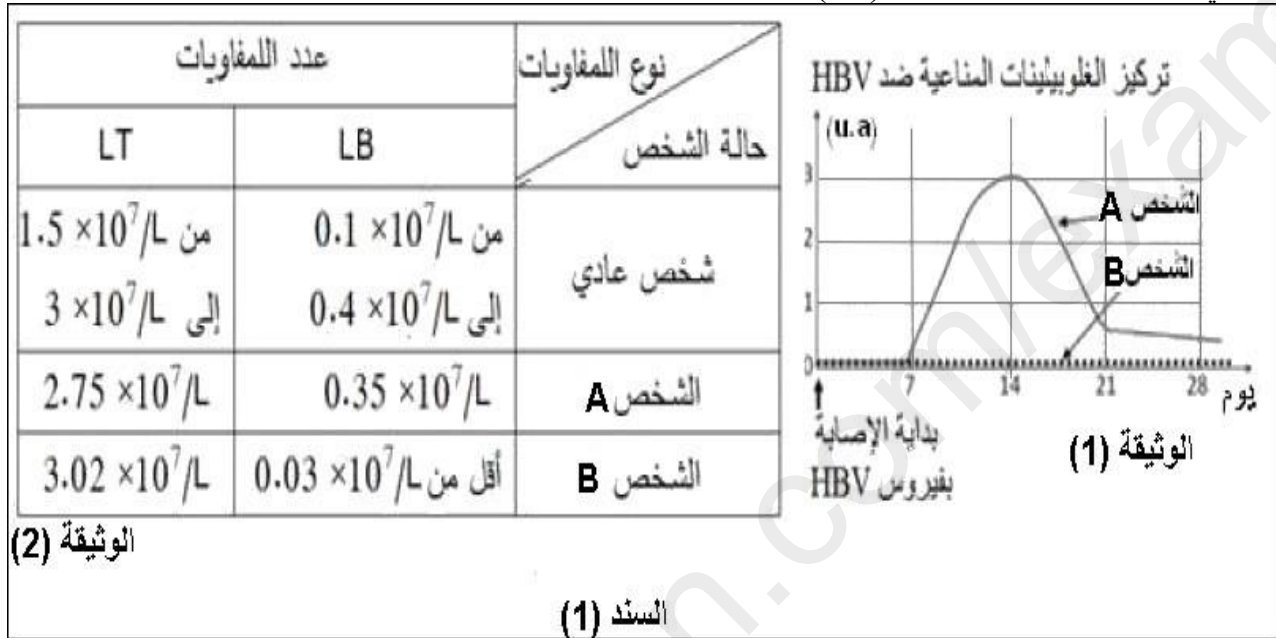 تركيز الغلوبيلينات المناعية ضد HBV
(u.a)
3
2
1
0
7
14
21
28
يوم
الشخص A
الشخص B
بداية الإصابة
بفيروس HBV
الوثيقة (1)
نوع اللمفاويات
حالة الشخص
عدد اللمفاويات
LB
LT
شخص عادي
من 0.1 ×10⁷/L
إلى 0.4 ×10⁷/L
من 1.5 ×10⁷/L
إلى 3 ×10⁷/L
الشخص A
0.35 ×10⁷/L
2.75 ×10⁷/L
الشخص B
أقل من 0.03 ×10⁷/L
3.02 ×10⁷/L
الوثيقة (2)
السند (1)